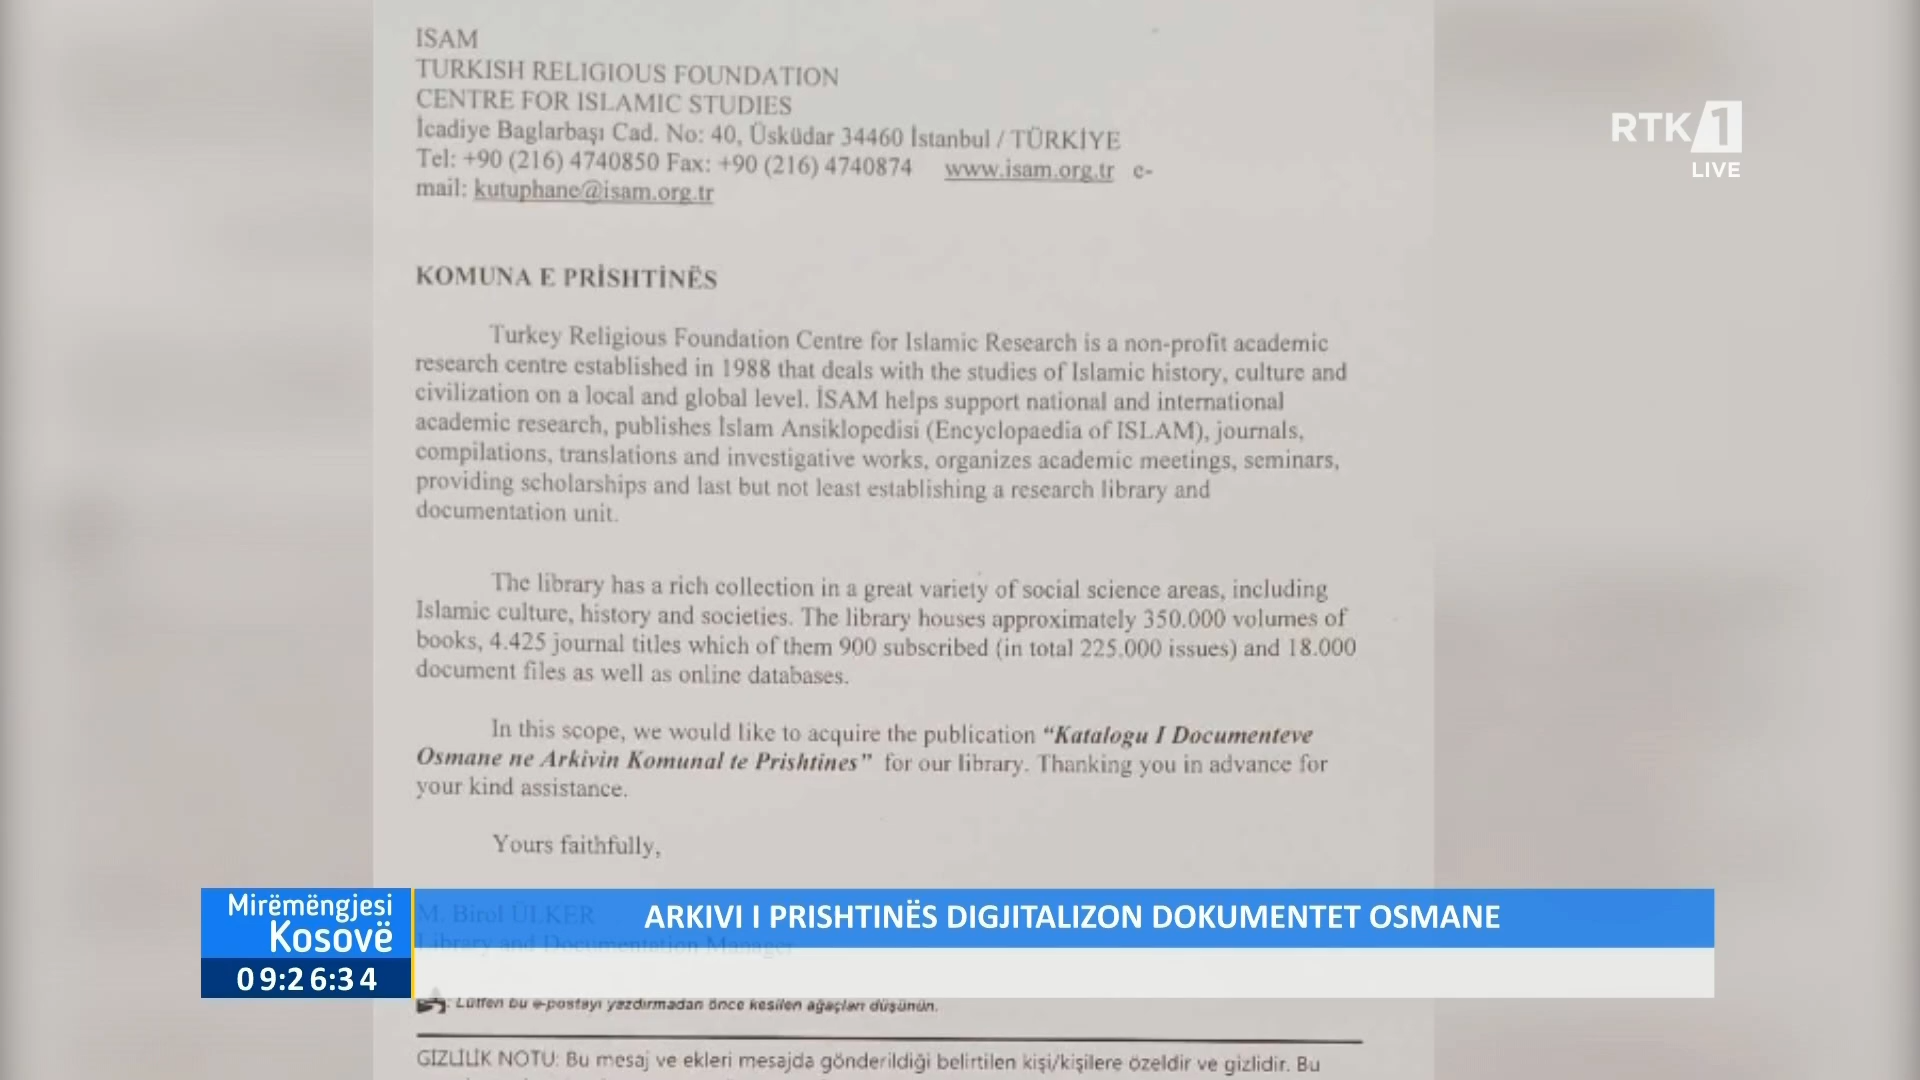 ISAM
TURKISH RELIGIOUS FOUNDATION
CENTRE FOR ISLAMIC STUDIES
İcadiye Baglarbaşı Cad. No: 40, Üsküdar 34460 İstanbul / TÜRKİYE
Tel: +90 (216) 4740850 Fax: +90 (216) 4740874 www.isam.org.tr e-
mail: kutuphane@isam.org.tr
RTK 1
LIVE
KOMUNA E PRİSHTİNËS
Turkey Religious Foundation Centre for Islamic Research is a non-profit academic
research centre established in 1988 that deals with the studies of Islamic history, culture and
civilization on a local and global level. İSAM helps support national and international
academic research, publishes İslam Ansiklopedisi (Encyclopaedia of ISLAM), journals,
compilations, translations and investigative works, organizes academic meetings, seminars,
providing scholarships and last but not least establishing a research library and
documentation unit.
The library has a rich collection in a great variety of social science areas, including
Islamic culture, history and societies. The library houses approximately 350.000 volumes of
books, 4.425 journal titles which of them 900 subscribed (in total 225.000 issues) and 18.000
document files as well as online databases.
In this scope, we would like to acquire the publication “Katalogu I Documenteve
Osmane ne Arkivin Komunal te Prishtines” for our library. Thanking you in advance for
your kind assistance.
Yours faithfully,
M. Birol ÜLKER
Library and Documentation Manager
Mirëmëngjesi
Kosovë
09:26:34
ARKIVI I PRISHTINËS DIGJITALIZON DOKUMENTET OSMANE
Lütfen bu e-postayı yazdırmadan önce kesilen ağaçları düşünün.
GİZLİLİK NOTU: Bu mesaj ve ekleri mesajda gönderildiği belirtilen kişi/kişilere özeldir ve gizlidir. Bu